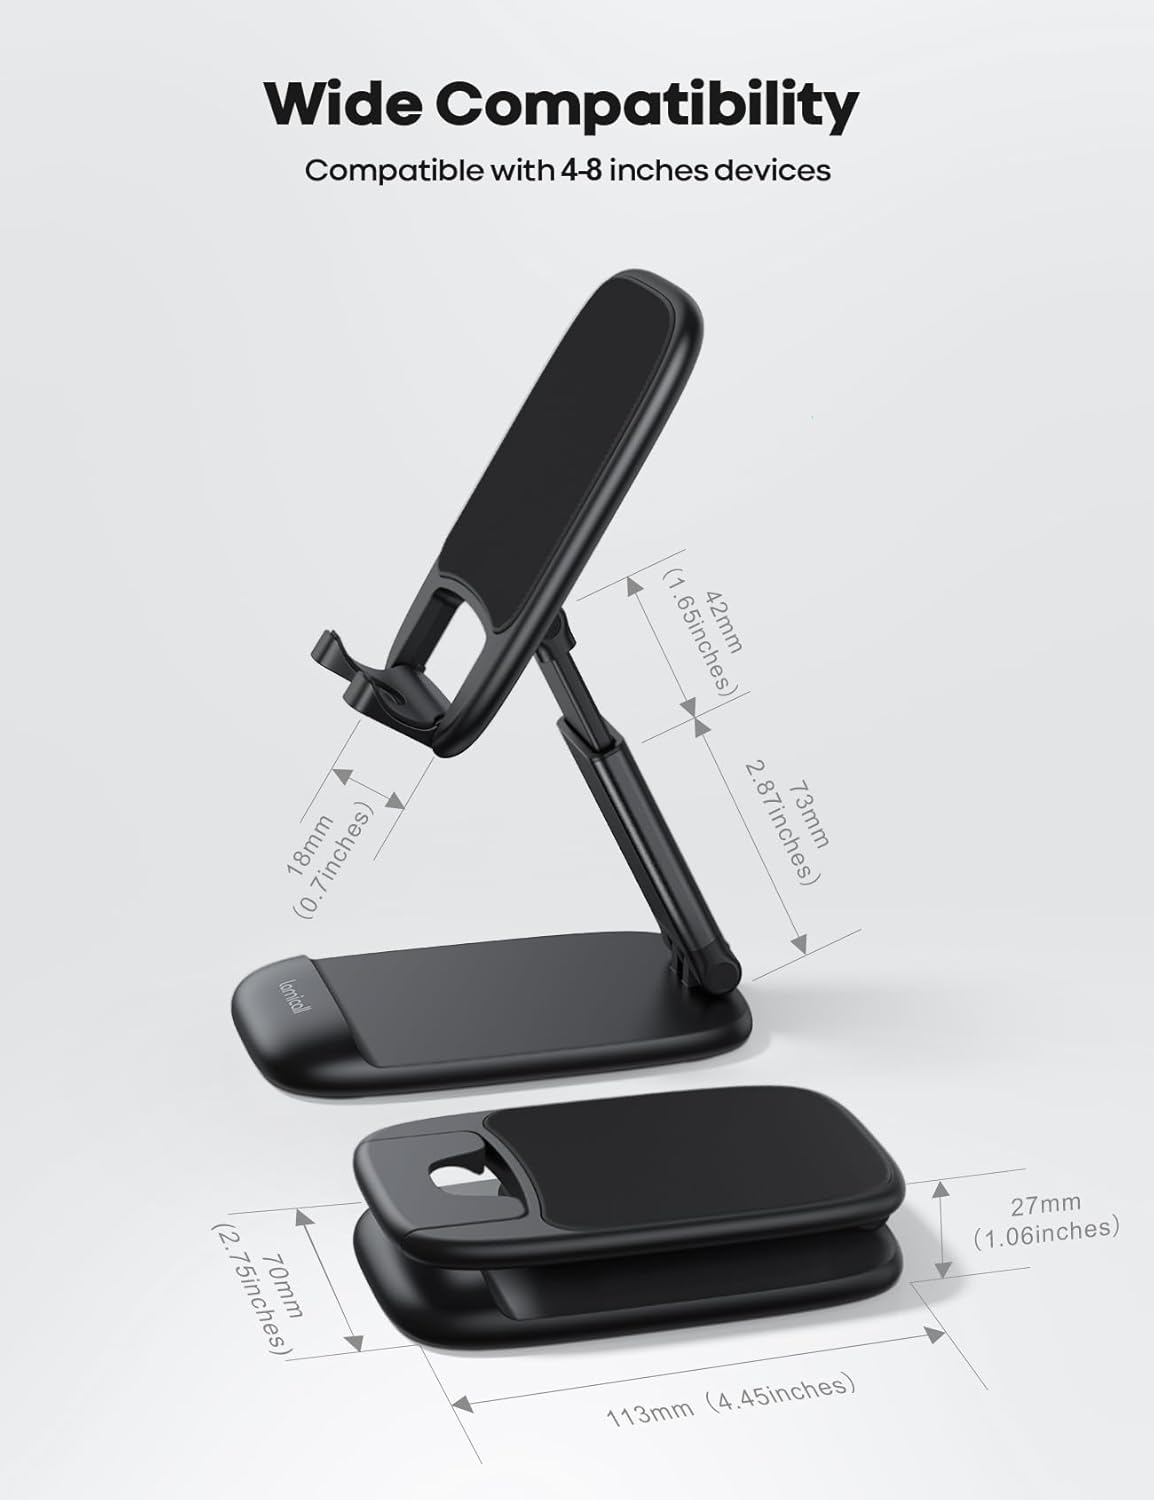 Wide Compatibility
Compatible with 4-8 inches devices
42mm
(1.65inches)
73mm
2.87inches)
18mm
(0.7inches)
Lamicall
27mm
(1.06inches)
70mm
(2.75inches)
113mm (4.45inches)